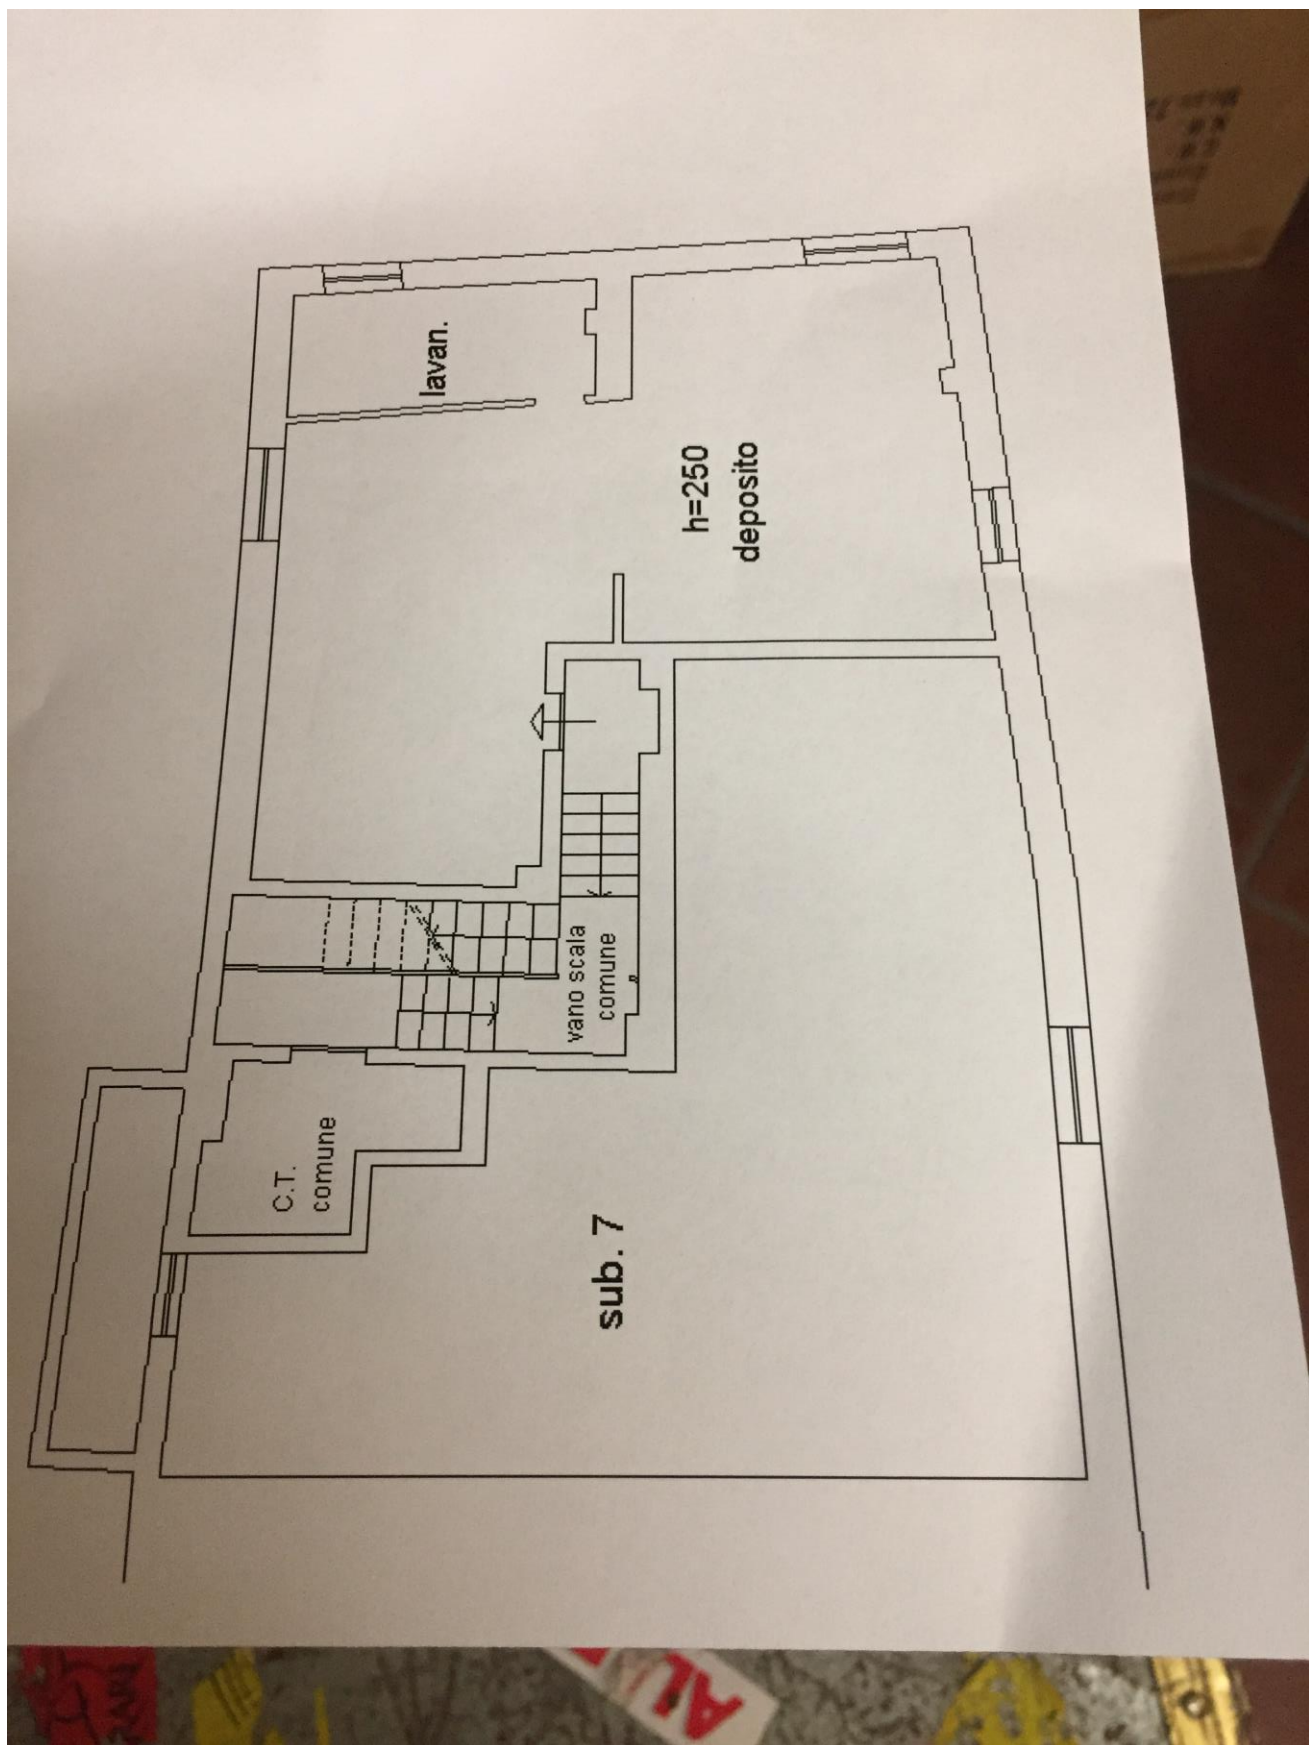 lavan.
h=250
deposito
vano scala
comune
C.T.
comune
sub. 7